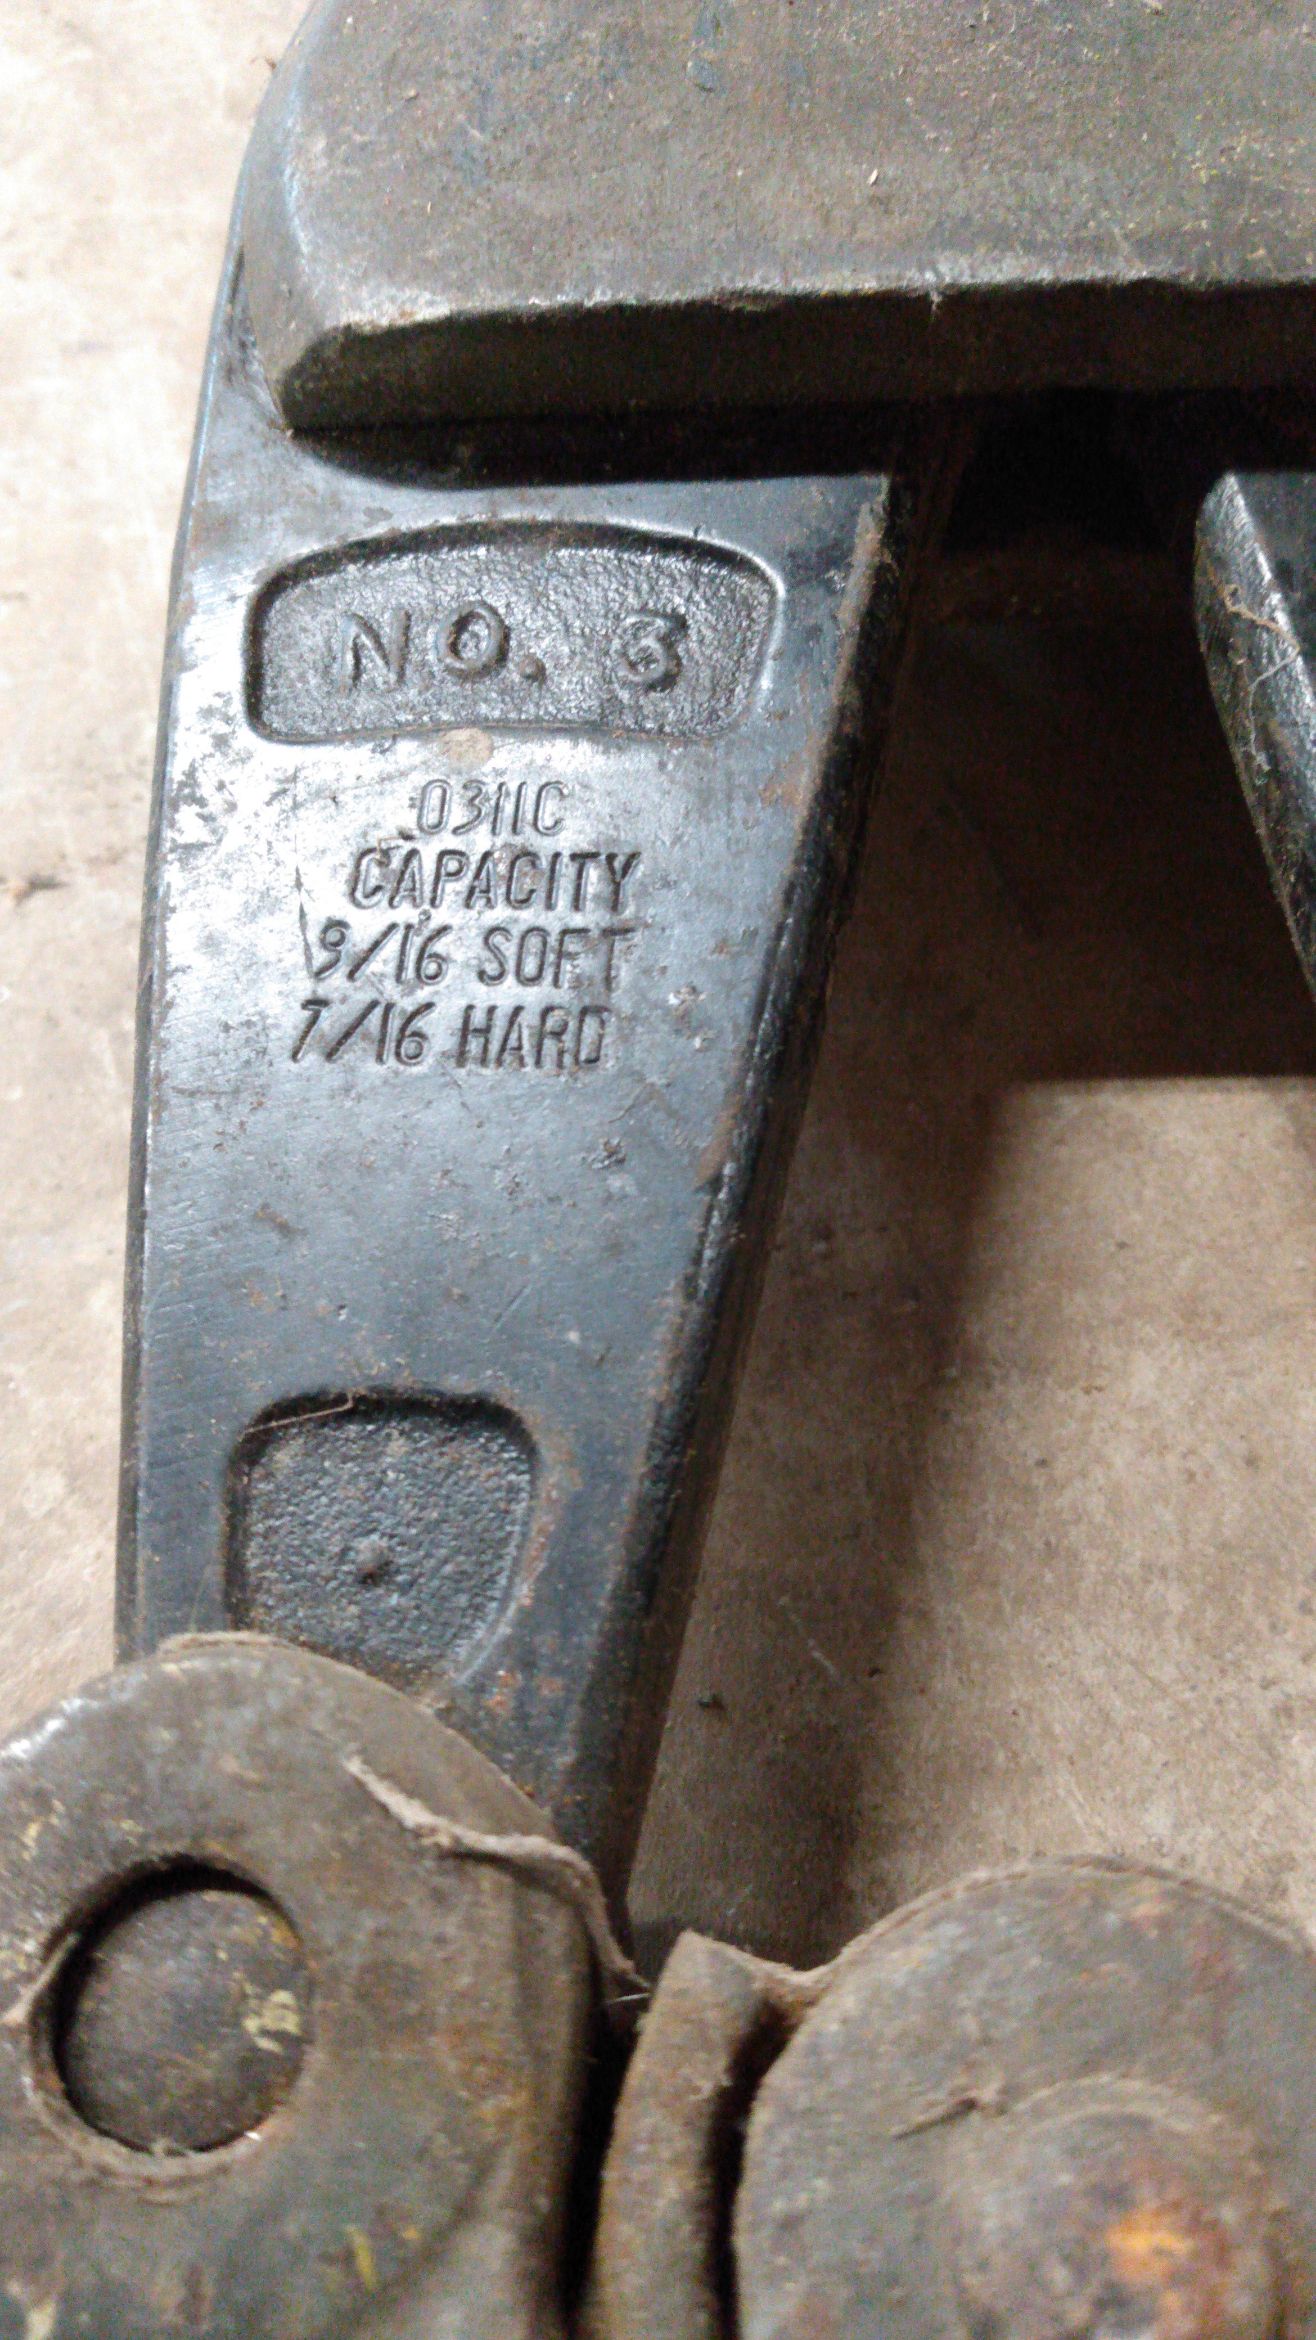 NO. 3
0311C
CAPACITY
9/16 SOFT
7/16 HARD